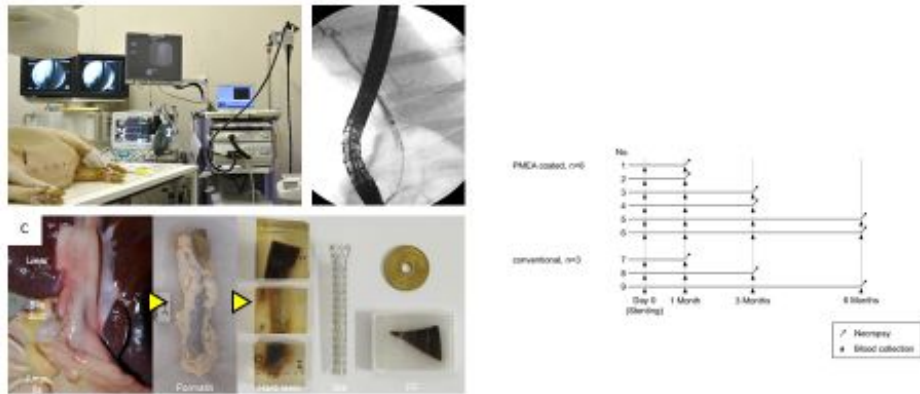 C
Liver
Formalin
No.
PMEA coated, n=6
1
2
3
4
5
6
conventional, n=3
7
8
9
Day 0
(Stenting)
1 Month
3 Months
6 Months
Necropsy
Blood collection